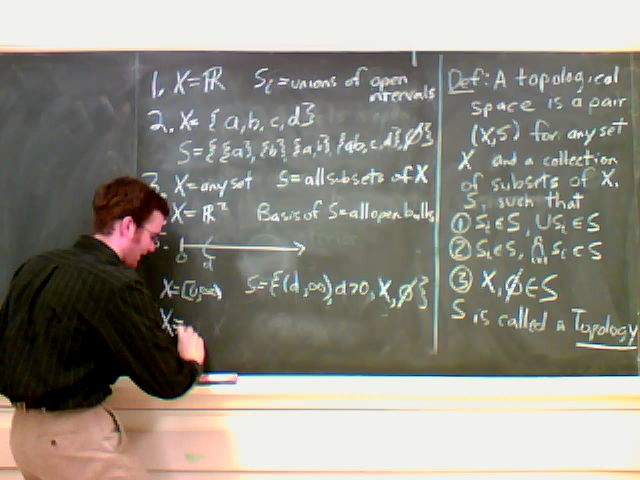 1. X=ℝ Sᵢ=unions of open
intervals
2. X= {a,b,c,d}
S={{a},{b},{a,b},{a,b,c,d},∅}
3. X=any set S=all subsets of X
X=ℝ² Basis of S=all open balls
0 d
X=[0,∞) S={(d,∞),d>0,X,∅}
X=
Def: A topological
space is a pair
(X,S) for any set
X and a collection
of subsets of X,
S, such that
① Sᵢ∈S, ∪Sᵢ∈S
② Sᵢ∈S, ∩ⁿᵢ₌₁ Sᵢ∈S
③ X,∅∈S
S is called a Topology